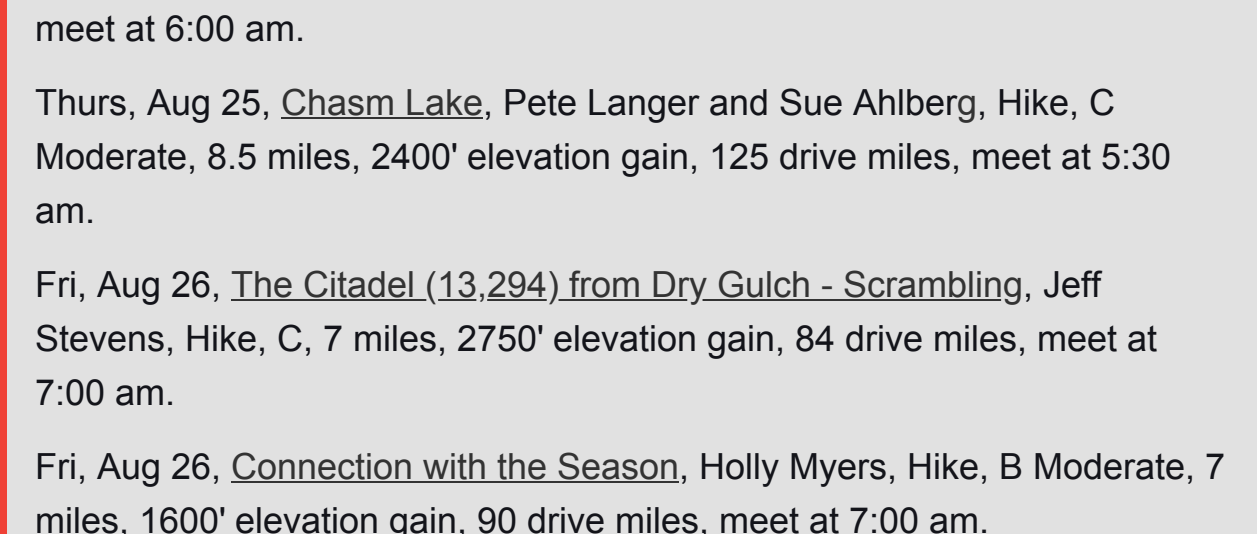 meet at 6:00 am.
Thurs, Aug 25, Chasm Lake, Pete Langer and Sue Ahlberg, Hike, C
Moderate, 8.5 miles, 2400' elevation gain, 125 drive miles, meet at 5:30
am.
Fri, Aug 26, The Citadel (13,294) from Dry Gulch - Scrambling, Jeff
Stevens, Hike, C, 7 miles, 2750' elevation gain, 84 drive miles, meet at
7:00 am.
Fri, Aug 26, Connection with the Season, Holly Myers, Hike, B Moderate, 7
miles, 1600' elevation gain, 90 drive miles, meet at 7:00 am.